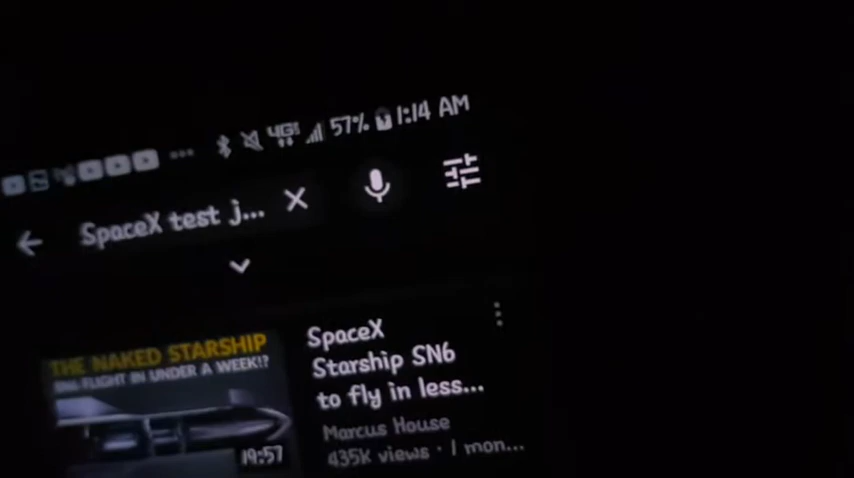 57% 1:14 AM
SpaceX test j...
THE NAKED STARSHIP
FLIGHT IN UNDER A WEEK!?
19:57
SpaceX
Starship SN6
to fly in less...
Marcus House
435K views · 1 mon...